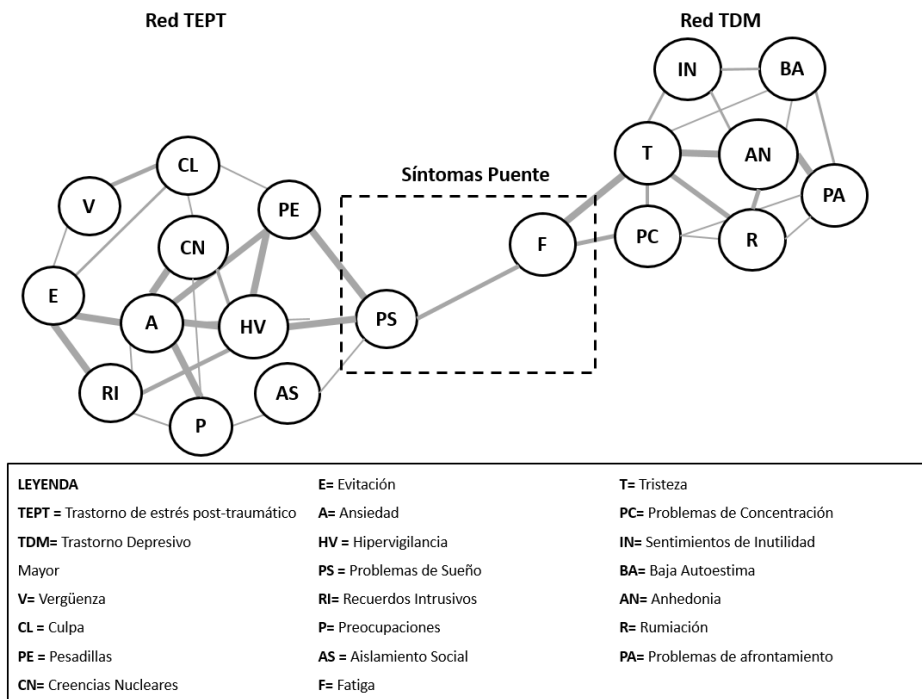 Red TEPT
Red TDM
IN
BA
CL
T
AN
Síntomas Puente
V
PE
PA
CN
F
PC
R
E
A
HV
PS
RI
AS
P
LEYENDA
TEPT = Trastorno de estrés post-traumático
TDM= Trastorno Depresivo
Mayor
V= Vergüenza
CL = Culpa
PE = Pesadillas
CN= Creencias Nucleares
E= Evitación
A= Ansiedad
HV = Hipervigilancia
PS = Problemas de Sueño
RI= Recuerdos Intrusivos
P= Preocupaciones
AS = Aislamiento Social
F= Fatiga
T= Tristeza
PC= Problemas de Concentración
IN= Sentimientos de Inutilidad
BA= Baja Autoestima
AN= Anhedonia
R= Rumiación
PA= Problemas de afrontamiento